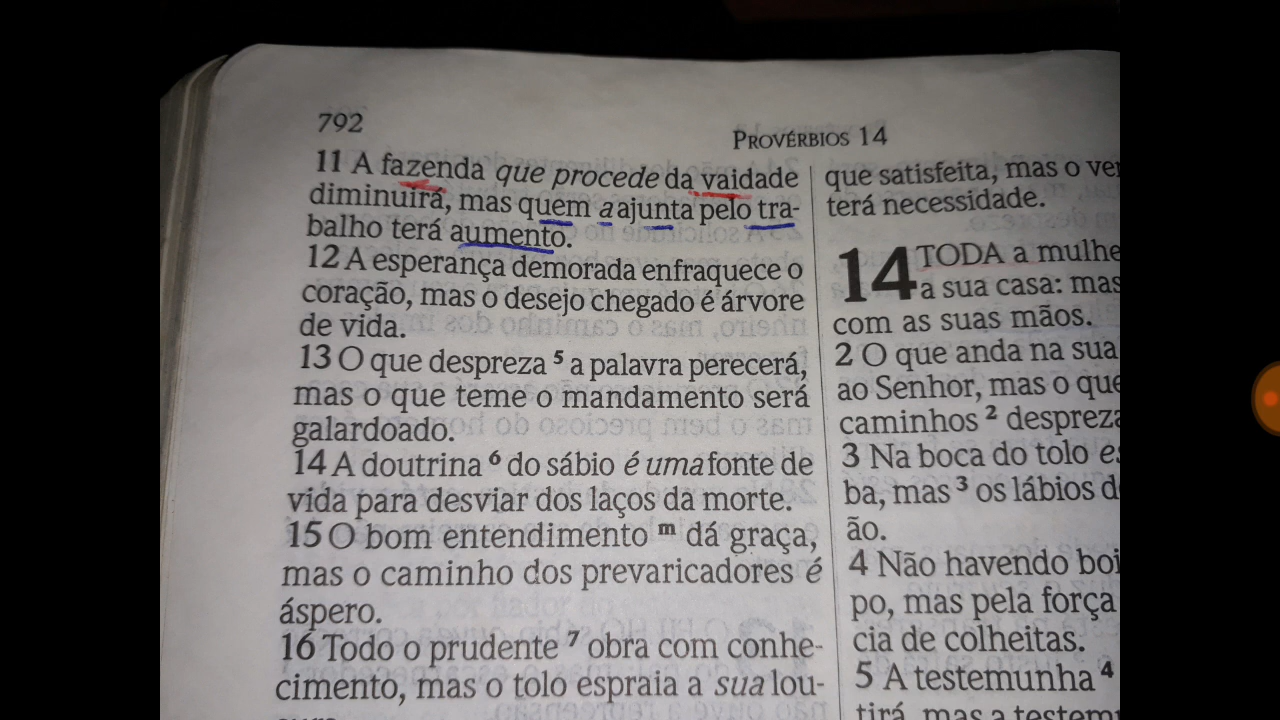 792
PROVÉRBIOS 14
11 A fazenda que procede da vaidade
diminuirá, mas quem a ajunta pelo tra-
balho terá aumento.
12 A esperança demorada enfraquece o
coração, mas o desejo chegado é árvore
de vida.
13 O que despreza 5 a palavra perecerá,
mas o que teme o mandamento será
galardoado.
14 A doutrina 6 do sábio é uma fonte de
vida para desviar dos laços da morte.
15 O bom entendimento m dá graça,
mas o caminho dos prevaricadores é
áspero.
16 Todo o prudente 7 obra com conhe-
cimento, mas o tolo espraia a sua lou-
que satisfeita, mas o
terá necessidade.
14 TODA a
a sua casa: mas
com as suas mãos.
2 O que anda na sua
ao Senhor, mas o que
caminhos 2
3 Na boca do tolo
ba, mas 3 os lábios
ão.
4 Não havendo
po, mas pela força
cia de colheitas.
5 A testemunha 4
tirá, mas a